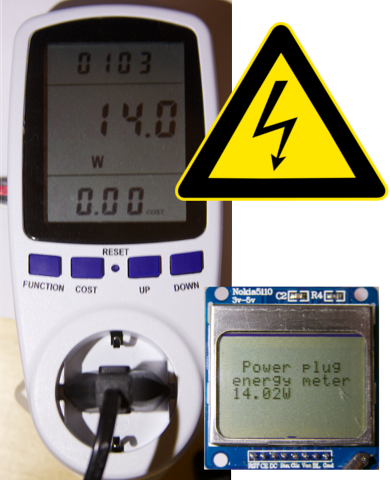 0103
14.0
W
0.00 COST
RESET
FUNCTION COST UP DOWN
Nokia5110
3v-5v
C2 R4
Power plug
energy meter
14.02W
RST CE DC Din Clk Vcc BL Gnd